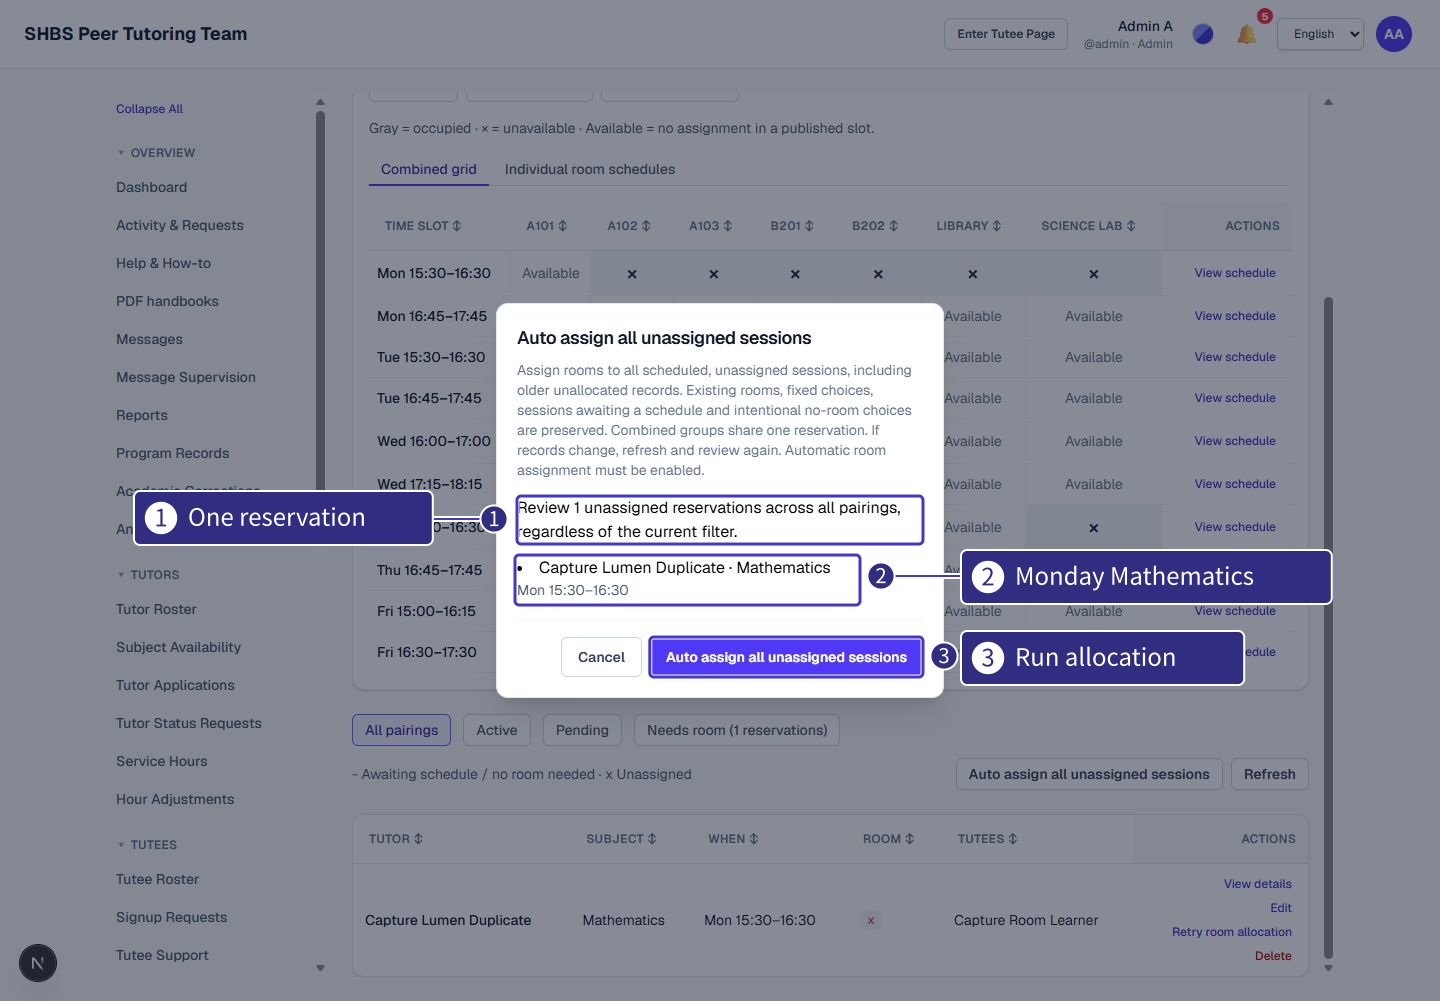 SHBS Peer Tutoring Team
Enter Tutee Page
Admin A
@admin · Admin
5
English
AA
Collapse All
OVERVIEW
Dashboard
Activity & Requests
Help & How-to
PDF handbooks
Messages
Message Supervision
Reports
Program Records
TUTORS
Tutor Roster
Subject Availability
Tutor Applications
Tutor Status Requests
Service Hours
Hour Adjustments
TUTEES
Tutee Roster
Signup Requests
Tutee Support
N
Gray = occupied · × = unavailable · Available = no assignment in a published slot.
Combined grid Individual room schedules
TIME SLOT A101 A102 A103 B201 B202 LIBRARY SCIENCE LAB ACTIONS
Mon 15:30–16:30 Available × × × × × × View schedule
Mon 16:45–17:45 Available Available View schedule
Tue 15:30–16:30 Available Available View schedule
Tue 16:45–17:45 Available Available View schedule
Wed 16:00–17:00 Available Available View schedule
Wed 17:15–18:15 Available Available View schedule
Available × View schedule
Thu 16:45–17:45
Fri 15:00–16:15 Available Available View schedule
Fri 16:30–17:30
Auto assign all unassigned sessions
Assign rooms to all scheduled, unassigned sessions, including
older unallocated records. Existing rooms, fixed choices,
sessions awaiting a schedule and intentional no-room choices
are preserved. Combined groups share one reservation. If
records change, refresh and review again. Automatic room
assignment must be enabled.
Review 1 unassigned reservations across all pairings,
regardless of the current filter.
• Capture Lumen Duplicate · Mathematics
Mon 15:30–16:30
Cancel
Auto assign all unassigned sessions
1 One reservation 1
2 2 Monday Mathematics
3 3 Run allocation
All pairings Active Pending Needs room (1 reservations)
- Awaiting schedule / no room needed · x Unassigned
Auto assign all unassigned sessions
Refresh
TUTOR SUBJECT WHEN ROOM TUTEES ACTIONS
Capture Lumen Duplicate Mathematics Mon 15:30–16:30 x Capture Room Learner
View details
Edit
Retry room allocation
Delete